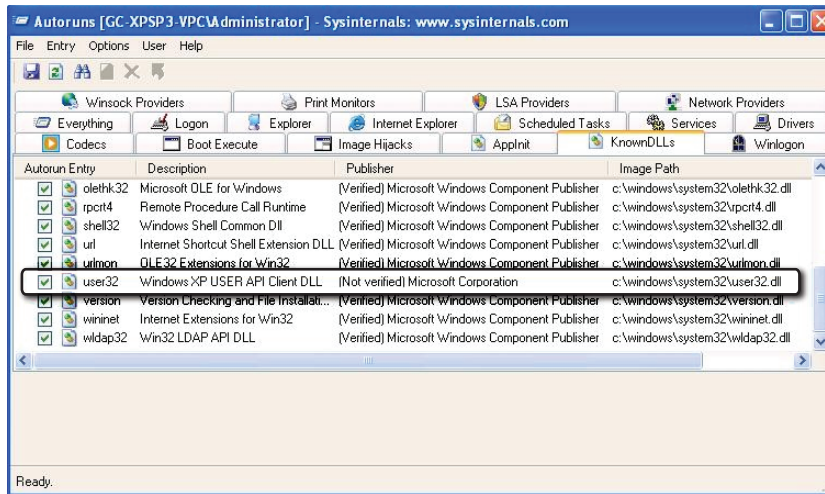 Autoruns [GC-XPSP3-VPC\Administrator] - Sysinternals: www.sysinternals.com
File Entry Options User Help
Winsock Providers Print Monitors LSA Providers Network Providers
Everything Logon Explorer Internet Explorer Scheduled Tasks Services Drivers
Codecs Boot Execute Image Hijacks AppInit KnownDLLs Winlogon
Autorun Entry Description Publisher Image Path
olethk32 Microsoft OLE for Windows (Verified) Microsoft Windows Component Publisher c:\windows\system32\olethk32.dll
rpcrt4 Remote Procedure Call Runtime (Verified) Microsoft Windows Component Publisher c:\windows\system32\rpcrt4.dll
shell32 Windows Shell Common Dll (Verified) Microsoft Windows Component Publisher c:\windows\system32\shell32.dll
url Internet Shortcut Shell Extension DLL (Verified) Microsoft Windows Component Publisher c:\windows\system32\url.dll
urlmon OLE32 Extensions for Win32 (Verified) Microsoft Windows Component Publisher c:\windows\system32\urlmon.dll
user32 Windows XP USER API Client DLL (Not verified) Microsoft Corporation c:\windows\system32\user32.dll
version Version Checking and File Installati... (Verified) Microsoft Windows Component Publisher c:\windows\system32\version.dll
wininet Internet Extensions for Win32 (Verified) Microsoft Windows Component Publisher c:\windows\system32\wininet.dll
wldap32 Win32 LDAP API DLL (Verified) Microsoft Windows Component Publisher c:\windows\system32\wldap32.dll
Ready.